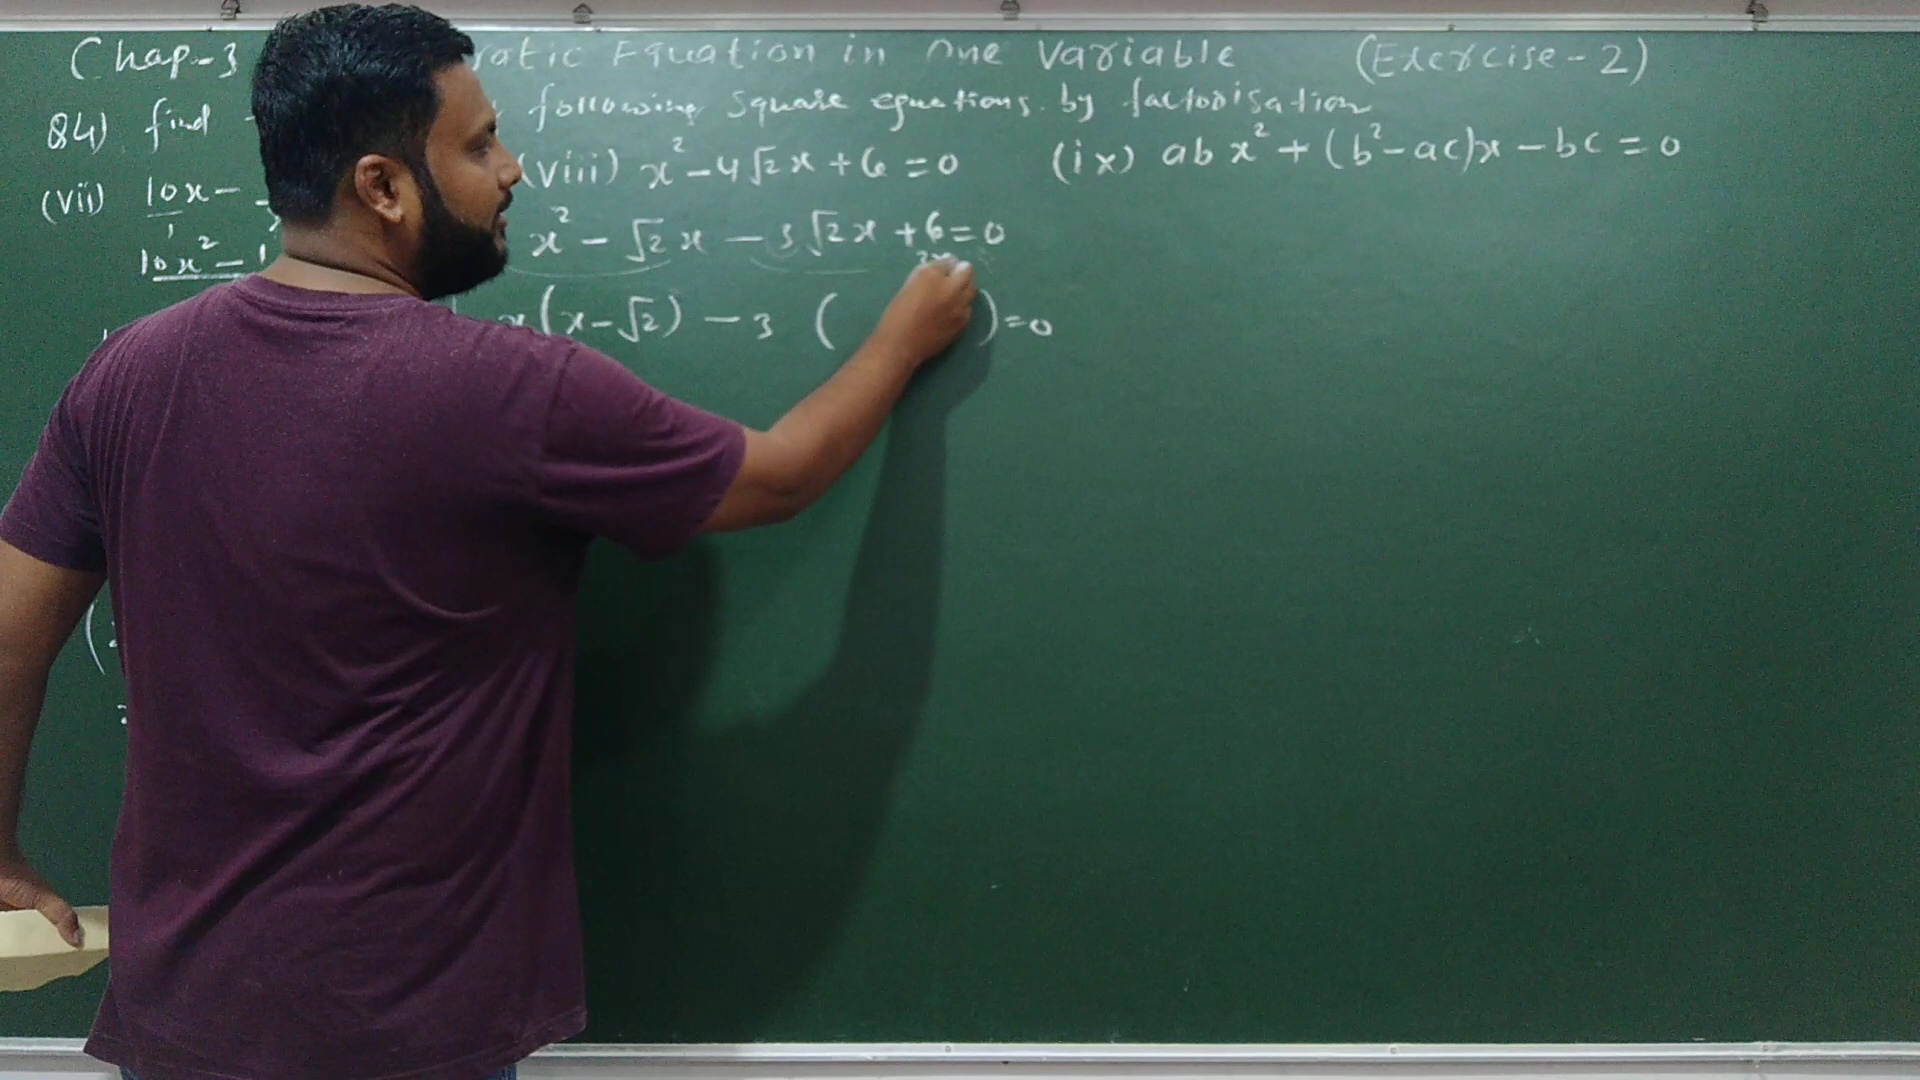 Chap-3 ratic Equation in One Variable (Exercise-2)
Q4) find following square equations. by factorisation
(vii) 10x- (viii) x²-4√2x+6=0 (ix) abx²+(b²-ac)x-bc=0
1 x²-√2x-3√2x+6=0
10x²-1
x(x-√2)-3( )=0